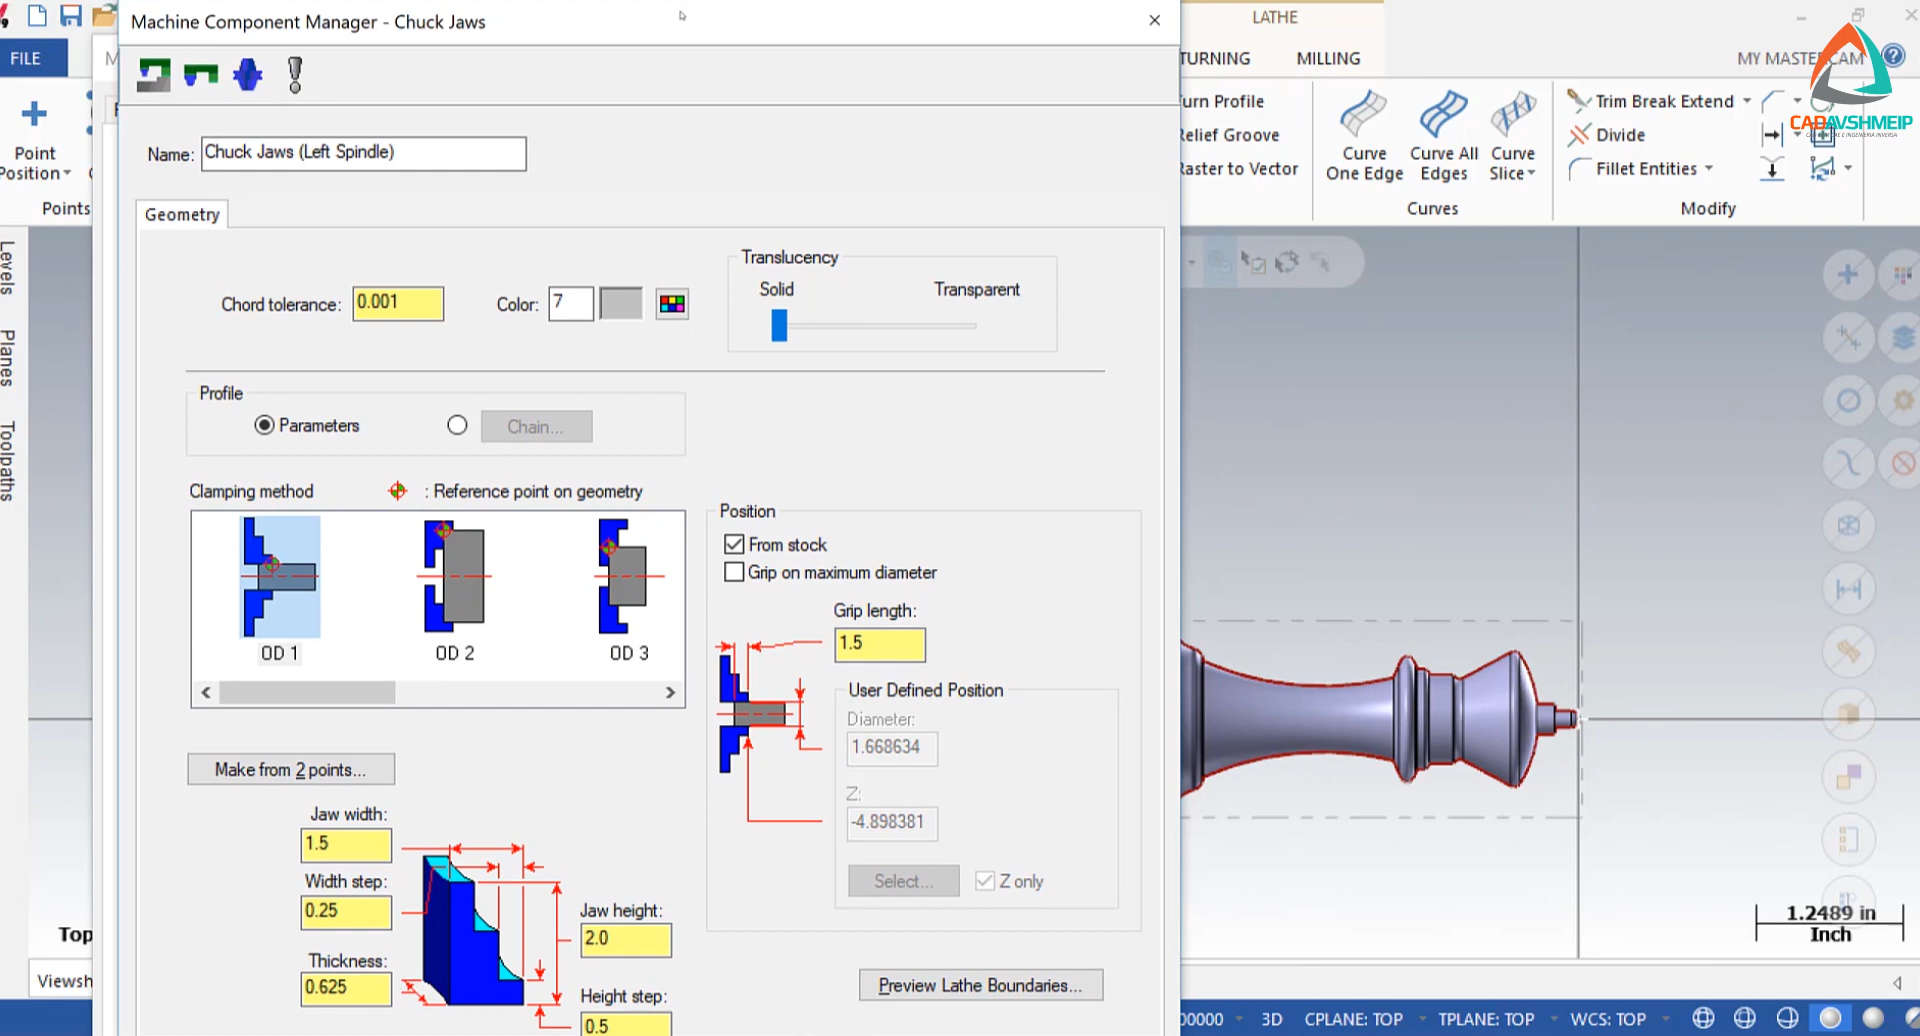 Machine Component Manager - Chuck Jaws
LATHE
FILE
TURNING
MILLING
MY MASTERCAM
CADAVSHMEIP
Point
Position
Points
Turn Profile
Relief Groove
Raster to Vector
Curve
One Edge
Curve All
Edges
Curve
Slice
Curves
Trim Break Extend
Divide
Fillet Entities
Modify
Levels
Planes
Toolpaths
Name:
Chuck Jaws (Left Spindle)
Geometry
Chord tolerance:
0.001
Color:
7
Translucency
Solid
Transparent
Profile
Parameters
Chain...
Clamping method
: Reference point on geometry
OD 1
OD 2
OD 3
Make from 2 points...
Jaw width:
1.5
Width step:
0.25
Thickness:
0.625
Jaw height:
2.0
Height step:
0.5
Position
From stock
Grip on maximum diameter
Grip length:
1.5
User Defined Position
Diameter:
1.668634
Z:
-4.898381
Select...
Z only
Preview Lathe Boundaries...
Top
Viewsh
1.2489 in
Inch
00000
3D
CPLANE: TOP
TPLANE: TOP
WCS: TOP